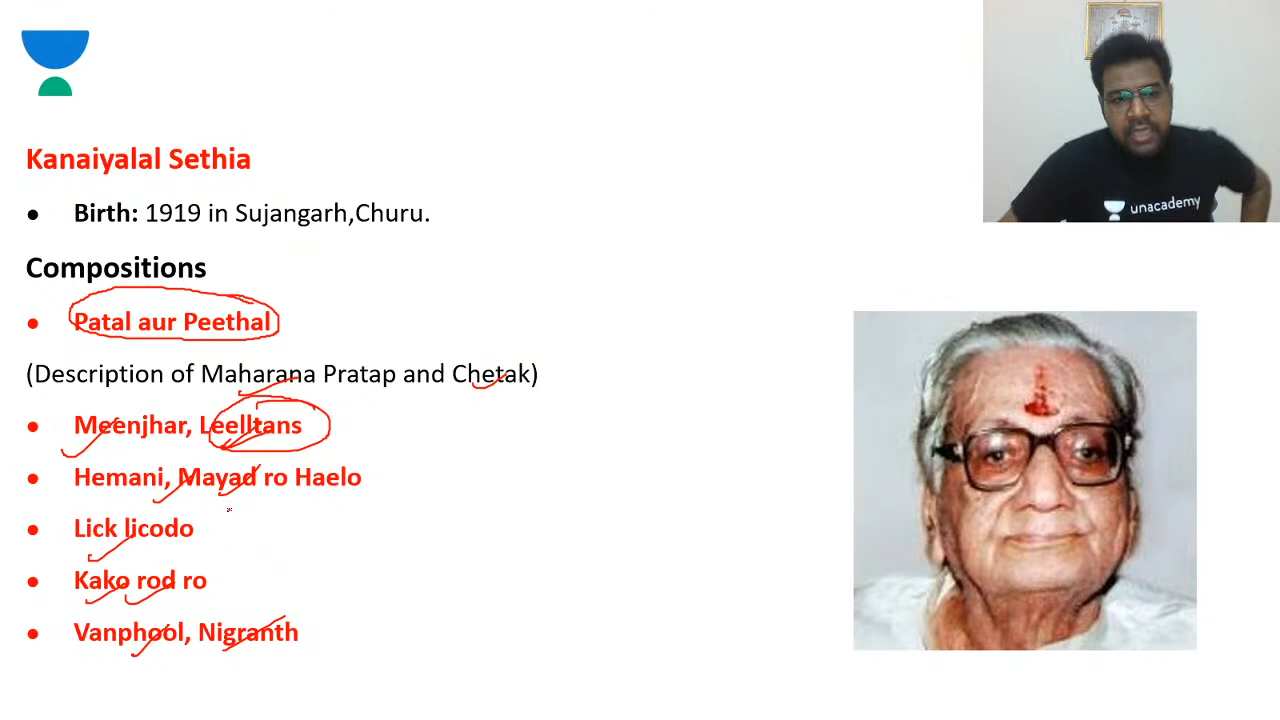 Kanaiyalal Sethia
● Birth: 1919 in Sujangarh,Churu.
Compositions
● Patal aur Peethal
(Description of Maharana Pratap and Chetak)
● Meenjhar, Leelltans
● Hemani, Mayad ro Haelo
● Lick licodo
● Kako rod ro
● Vanphool, Nigranth
unacademy